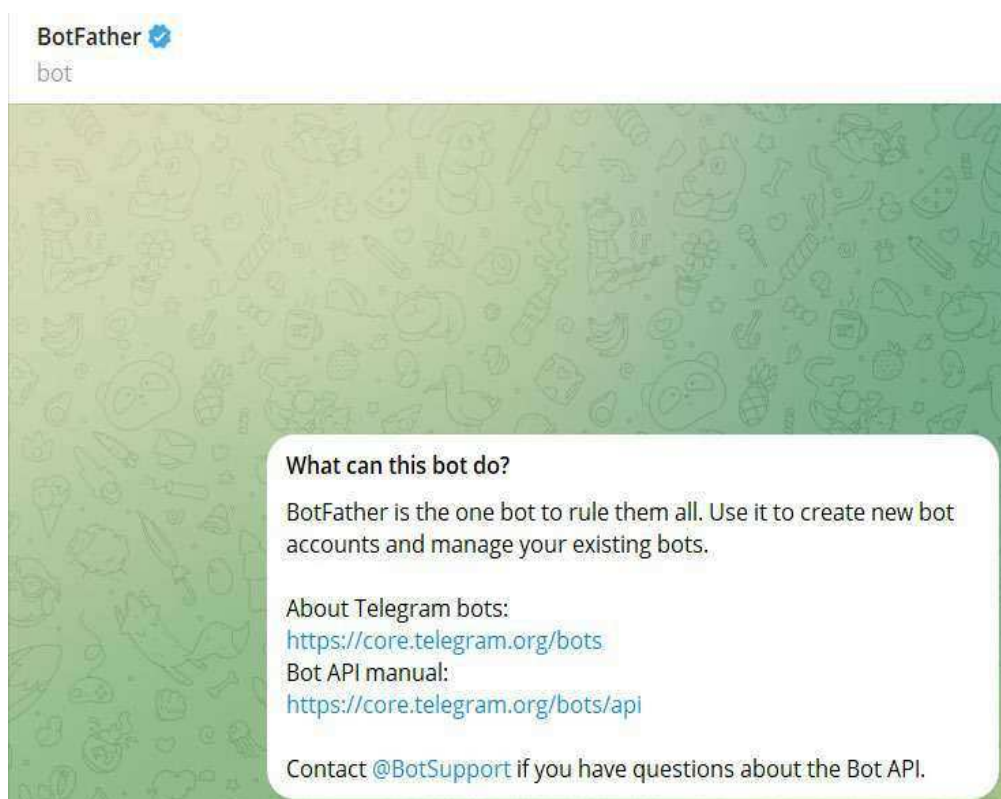 BotFather
bot
What can this bot do?
BotFather is the one bot to rule them all. Use it to create new bot
accounts and manage your existing bots.
About Telegram bots:
https://core.telegram.org/bots
Bot API manual:
https://core.telegram.org/bots/api
Contact @BotSupport if you have questions about the Bot API.